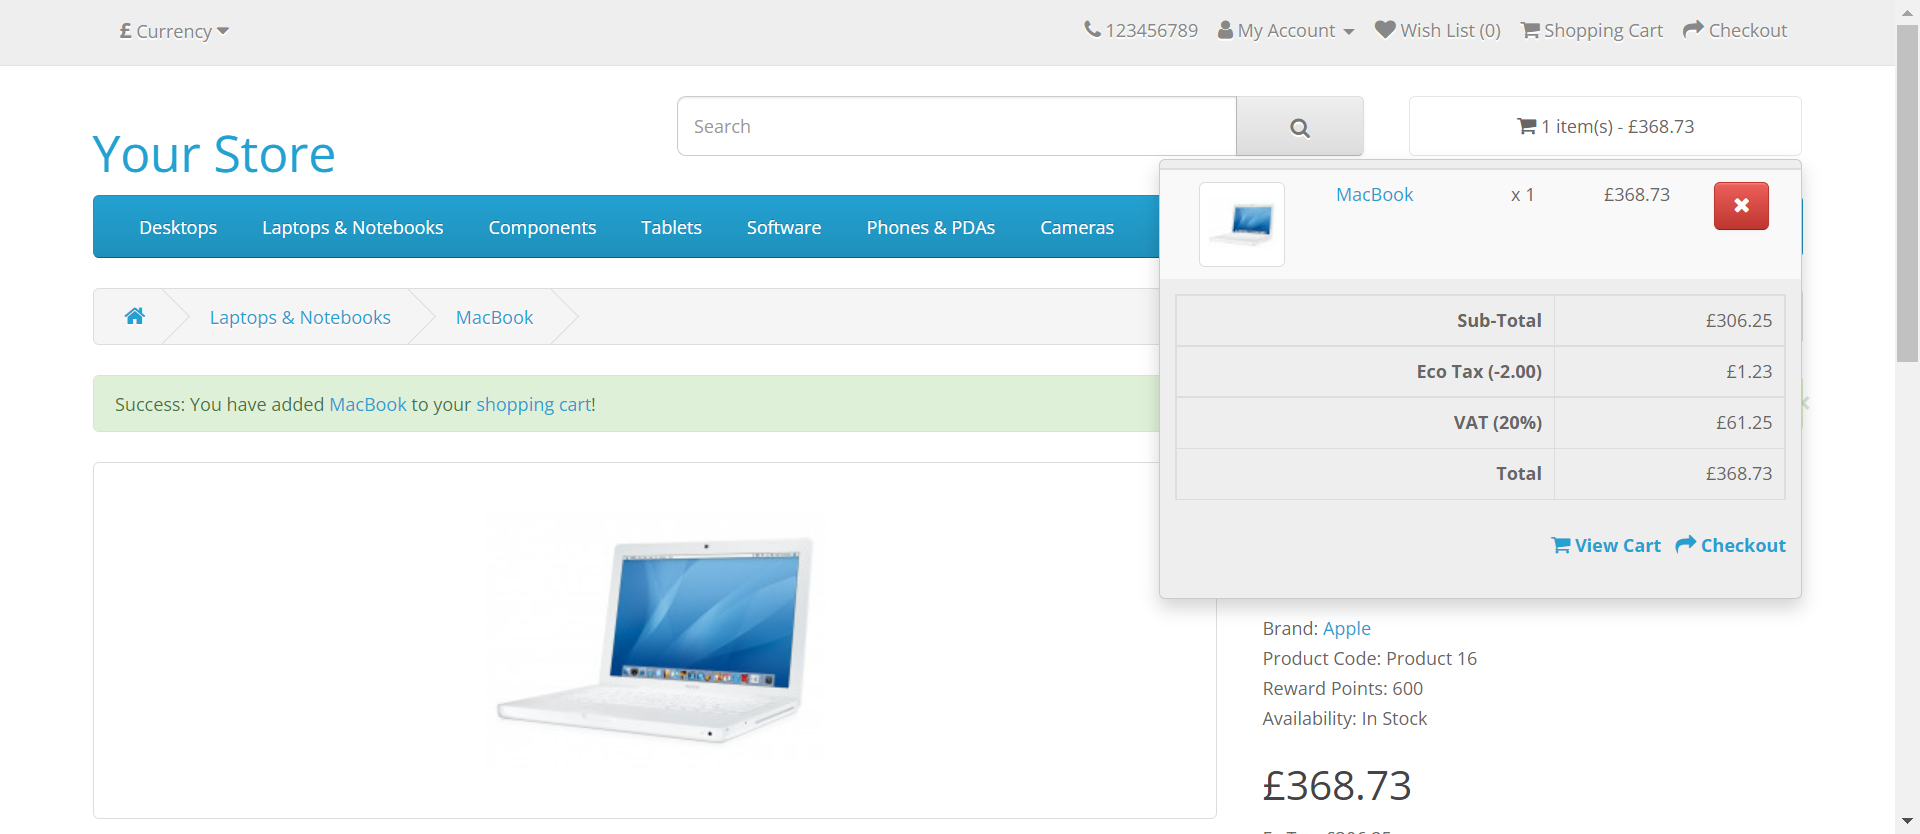 £ Currency
123456789 My Account Wish List (0) Shopping Cart Checkout
Your Store
Search
1 item(s) - £368.73
Desktops Laptops & Notebooks Components Tablets Software Phones & PDAs Cameras
MacBook x 1 £368.73
Sub-Total £306.25
Eco Tax (-2.00) £1.23
VAT (20%) £61.25
Total £368.73
View Cart Checkout
Laptops & Notebooks MacBook
Success: You have added MacBook to your shopping cart!
Brand: Apple
Product Code: Product 16
Reward Points: 600
Availability: In Stock
£368.73